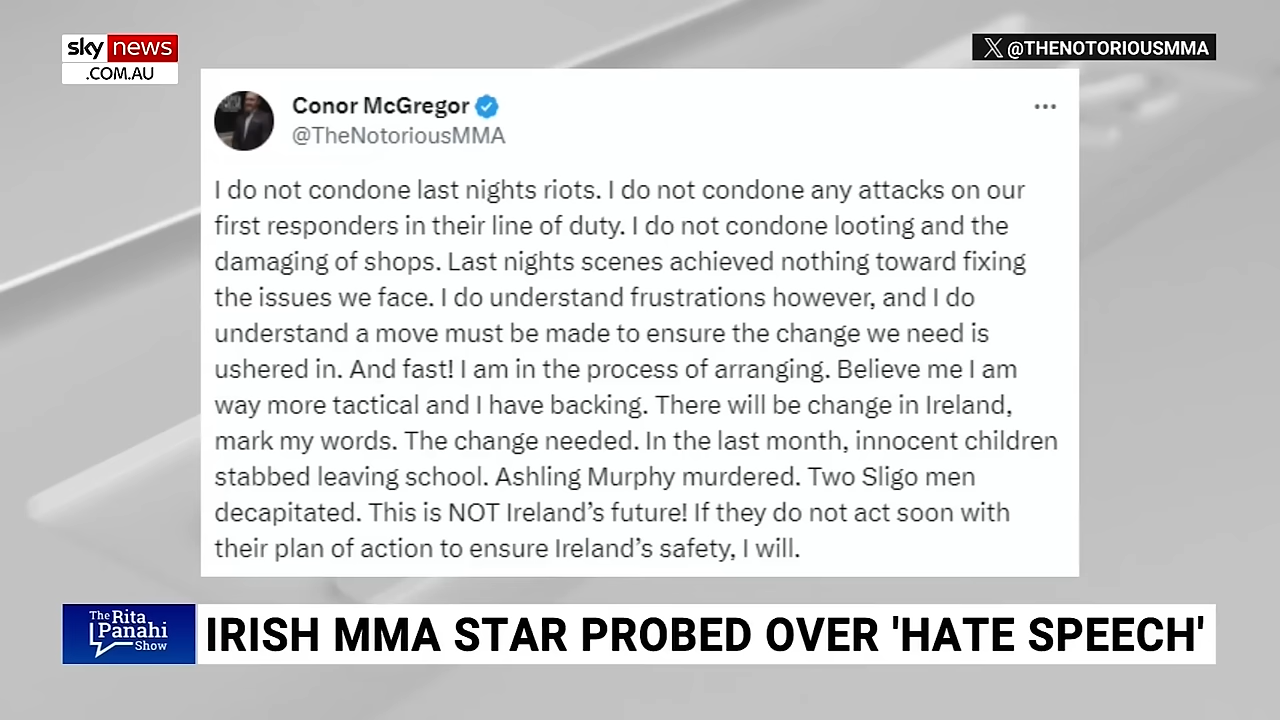 sky news
.COM.AU
X @THENOTORIOUSMMA
Conor McGregor
@TheNotoriousMMA
I do not condone last nights riots. I do not condone any attacks on our
first responders in their line of duty. I do not condone looting and the
damaging of shops. Last nights scenes achieved nothing toward fixing
the issues we face. I do understand frustrations however, and I do
understand a move must be made to ensure the change we need is
ushered in. And fast! I am in the process of arranging. Believe me I am
way more tactical and I have backing. There will be change in Ireland,
mark my words. The change needed. In the last month, innocent children
stabbed leaving school. Ashling Murphy murdered. Two Sligo men
decapitated. This is NOT Ireland’s future! If they do not act soon with
their plan of action to ensure Ireland’s safety, I will.
The Rita
Panahi
Show
IRISH MMA STAR PROBED OVER 'HATE SPEECH'